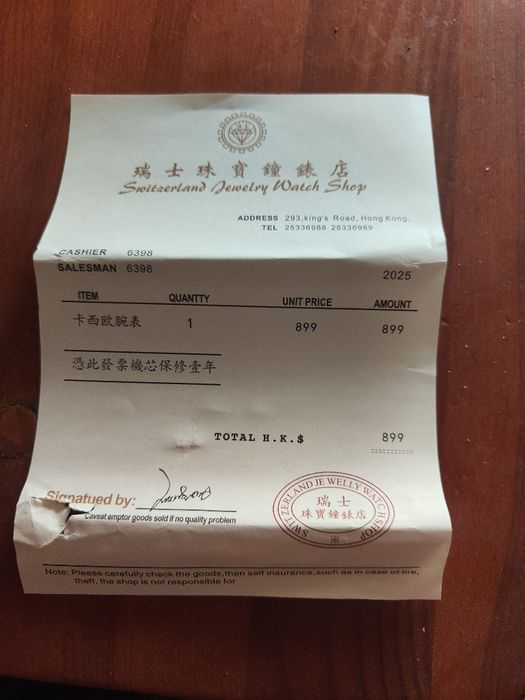 瑞士珠寶鐘錶店
Switzerland Jewelry Watch Shop
ADDRESS 293,king's Road, Hong Kong.
TEL 25336988 25336969
CASHIER 6398
SALESMAN 6398
2025
ITEM QUANTTY UNIT PRICE AMOUNT
卡西欧腕表 1 899 899
憑此發票機芯保修壹年
TOTAL H.K.$ 899
Signatued by:
Caveat emptor goods sold if no quality problem
SWITZERLAND JE WELLY WATCH SHOP
瑞士
珠寶鐘錶店
Note: Please carefully check the goods,then self insurance,such as in case of fire,
theft, the shop is not responsible for